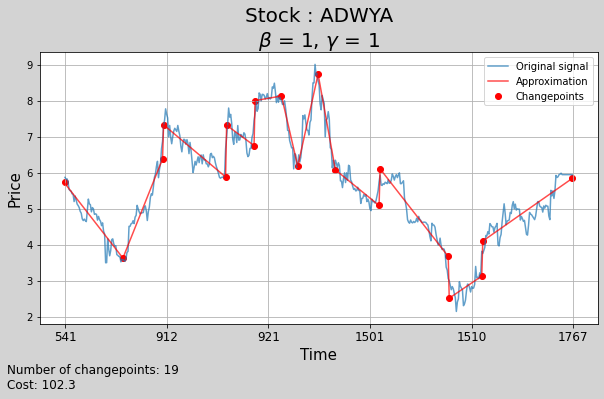 Stock : ADWYA
β = 1, γ = 1
Original signal
Approximation
Changepoints
Price
9
8
7
6
5
4
3
2
541
912
921
1501
1510
1767
Time
Number of changepoints: 19
Cost: 102.3